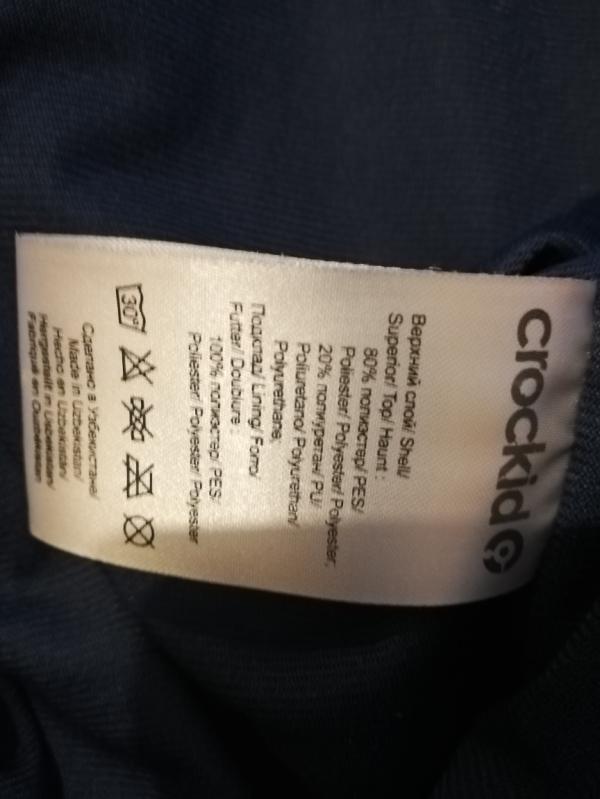 crockid
Верхний слой/ Shell/
Superior/ Top/ Haunt :
80% полиэстер/ PES/
Poliester/ Polyester/ Polyester;
20% полиуретан/ PU/
Poliuretano/ Polyurethan/
Polyurethane.
Подклад/ Lining/ Forro/
Futter/ Doublure :
100% полиэстер/ PES/
Poliester/ Polyester/ Polyester
30°
Сделано в Узбекистане/
Made in Uzbekistan/
Hecho en Uzbekistán/
Hergestellt in Usbekistan/
Fabriqué en Ouzbékistan